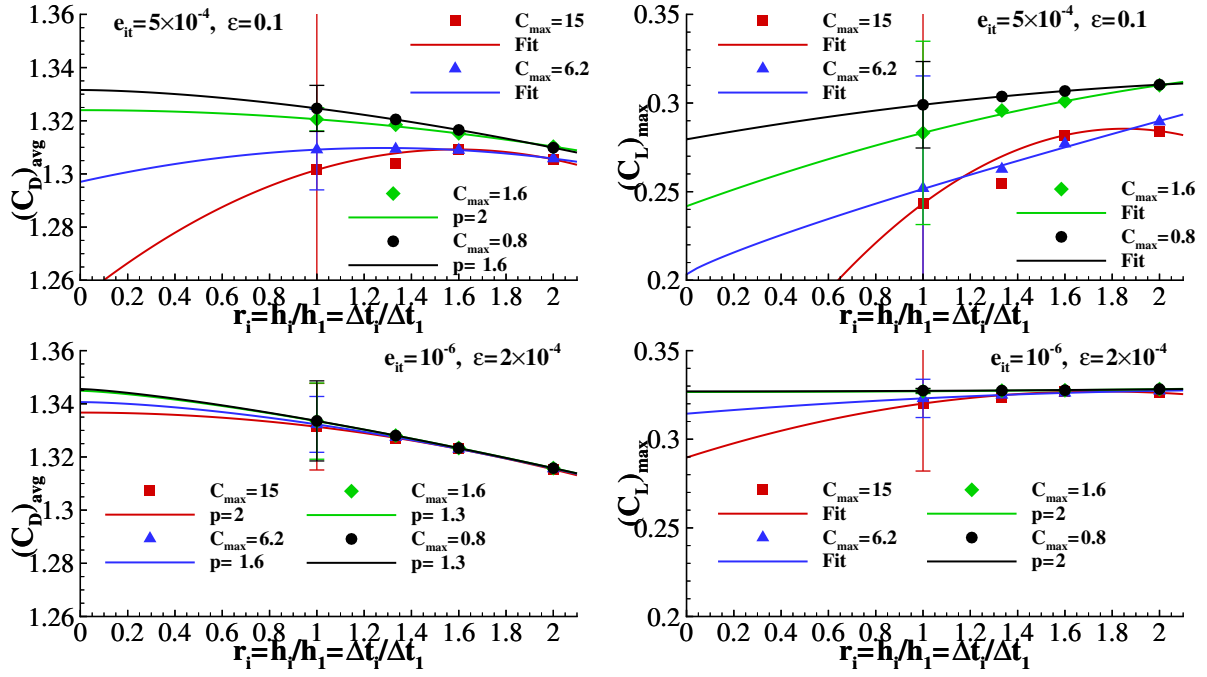 e_it=5×10^-4, ε=0.1
C_max=15
Fit
C_max=6.2
Fit
C_max=1.6
p=2
C_max=0.8
p= 1.6
(C_D)_avg
1.36
1.34
1.32
1.3
1.28
1.26
0 0.2 0.4 0.6 0.8 1 1.2 1.4 1.6 1.8 2
r_i=h_i/h_1=Δt_i/Δt_1
e_it=5×10^-4, ε=0.1
C_max=15
Fit
C_max=6.2
Fit
C_max=1.6
Fit
C_max=0.8
Fit
(C_L)_max
0.35
0.3
0.25
0.2
0 0.2 0.4 0.6 0.8 1 1.2 1.4 1.6 1.8 2
r_i=h_i/h_1=Δt_i/Δt_1
e_it=10^-6, ε=2×10^-4
C_max=15
p=2
C_max=6.2
p= 1.6
C_max=1.6
p= 1.3
C_max=0.8
p= 1.3
(C_D)_avg
1.36
1.34
1.32
1.3
1.28
1.26
0 0.2 0.4 0.6 0.8 1 1.2 1.4 1.6 1.8 2
r_i=h_i/h_1=Δt_i/Δt_1
e_it=10^-6, ε=2×10^-4
C_max=15
Fit
C_max=6.2
Fit
C_max=1.6
p=2
C_max=0.8
p=2
(C_L)_max
0.35
0.3
0.25
0.2
0 0.2 0.4 0.6 0.8 1 1.2 1.4 1.6 1.8 2
r_i=h_i/h_1=Δt_i/Δt_1